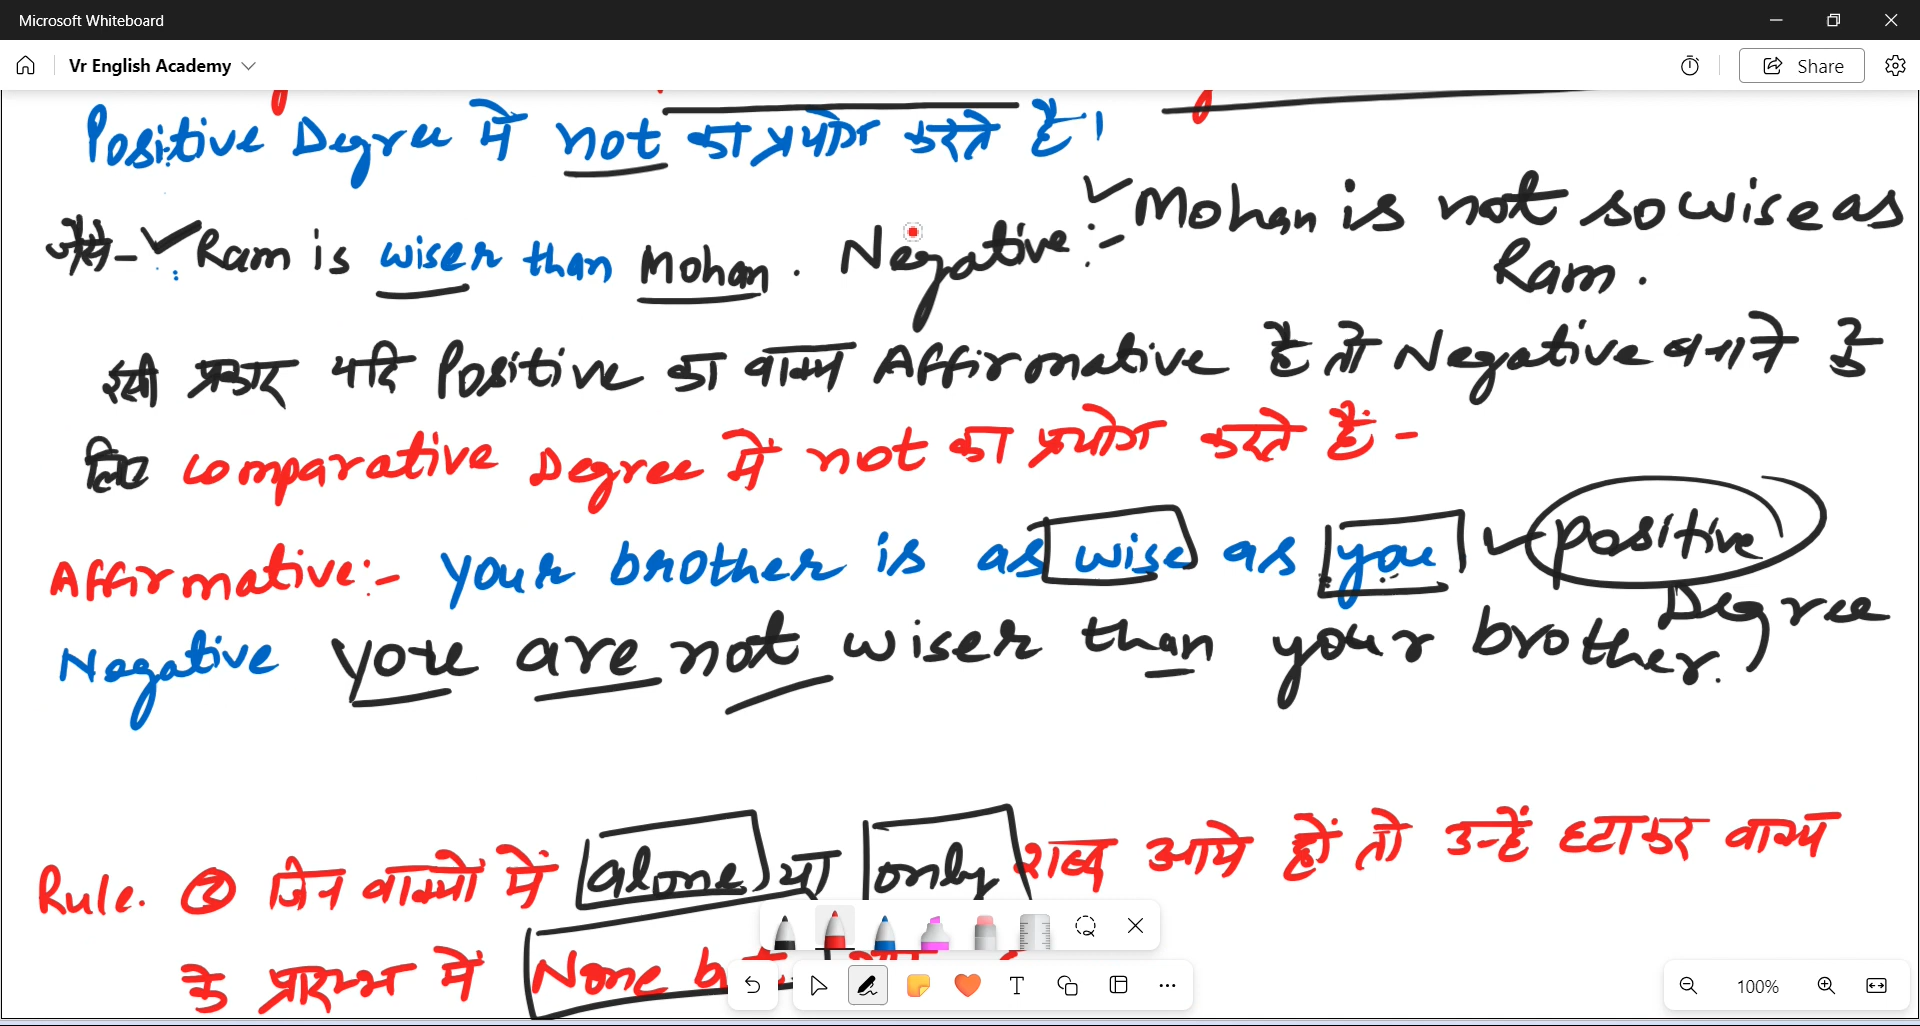 Microsoft Whiteboard
Vr English Academy
Share
Positive Degree में not का प्रयोग करते है।
जैसे- Ram is wiser than Mohan. Negative:- Mohan is not so wise as
Ram.
इसी प्रकार यदि Positive का वाक्य Affirmative है तो Negative बनाने के
लिए comparative Degree में not का प्रयोग करते हैं -
Affirmative:- your brother is as wise as you positive
Degree
Negative you are not wiser than your brother.
Rule. जिन वाक्यो में alone या only शब्द आये हों तो उन्हें हटाकर वाक्य
के प्रारम्भ में None
100%